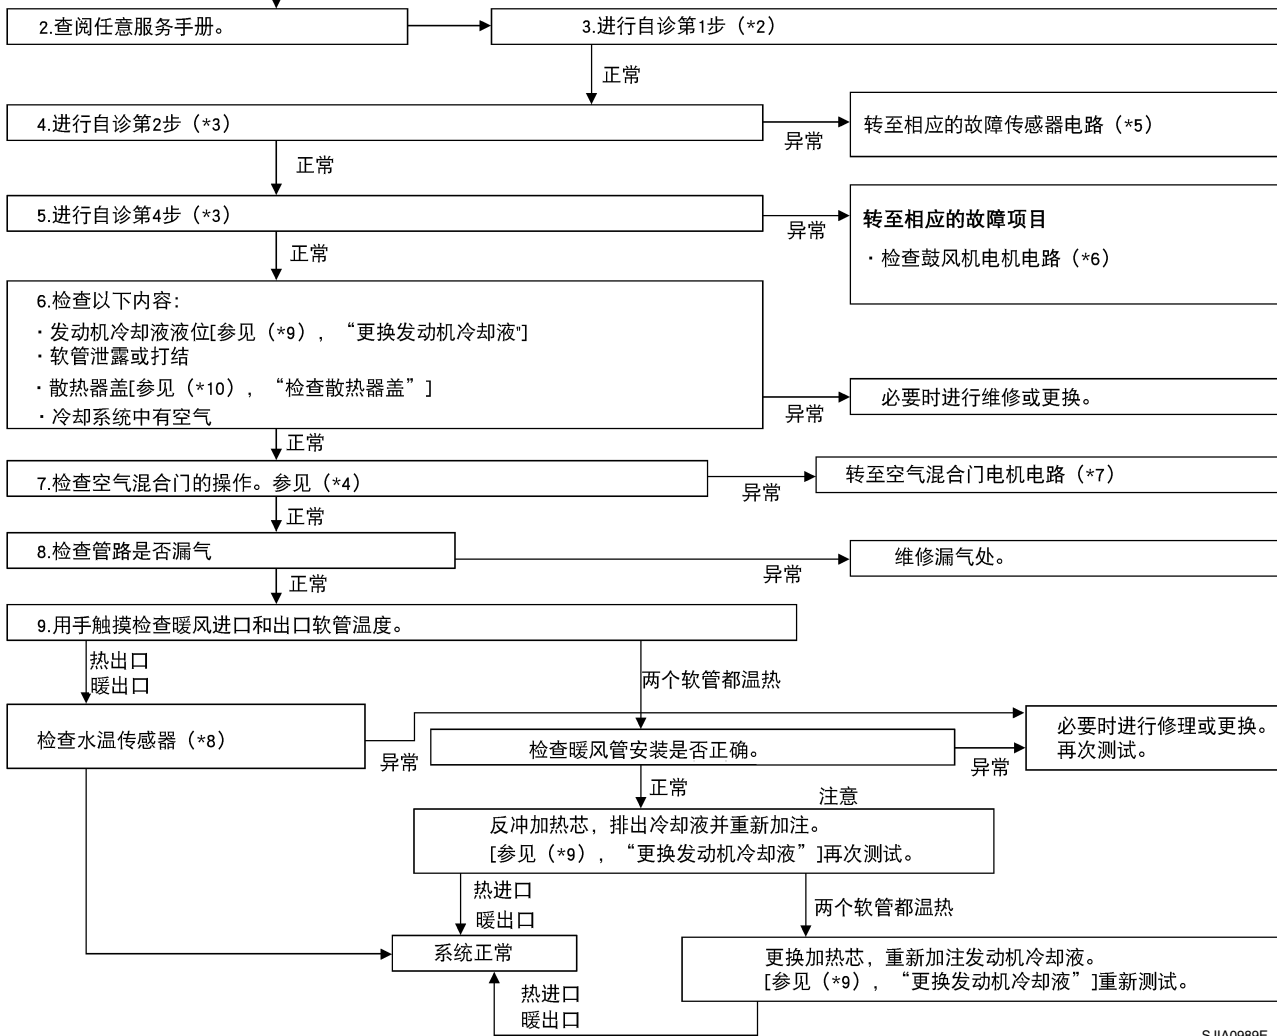 2.查阅任意服务手册。
3.进行自诊第1步（*2）
正常
4.进行自诊第2步（*3）
异常
转至相应的故障传感器电路（*5）
正常
5.进行自诊第4步（*3）
异常
转至相应的故障项目
·检查鼓风机电机电路（*6）
正常
6.检查以下内容：
·发动机冷却液液位[参见（*9），“更换发动机冷却液"]
·软管泄露或打结
·散热器盖[参见（*10），“检查散热器盖”]
·冷却系统中有空气
异常
必要时进行维修或更换。
正常
7.检查空气混合门的操作。参见（*4）
异常
转至空气混合门电机电路（*7）
正常
8.检查管路是否漏气
异常
维修漏气处。
正常
9.用手触摸检查暖风进口和出口软管温度。
热出口
暖出口
两个软管都温热
检查水温传感器（*8）
异常
检查暖风管安装是否正确。
异常
必要时进行修理或更换。
再次测试。
正常
注意
反冲加热芯，排出冷却液并重新加注。
[参见（*9），“更换发动机冷却液”]再次测试。
热进口
暖出口
两个软管都温热
系统正常
更换加热芯，重新加注发动机冷却液。
[参见（*9），“更换发动机冷却液”]重新测试。
热进口
暖出口
SJIA0989E